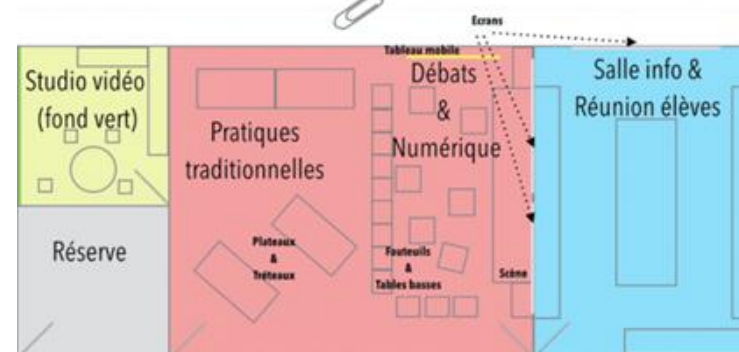 Ecrans
Tableau mobile
Studio vidéo
(fond vert)
Pratiques
traditionnelles
Débats
&
Numérique
Salle info &
Réunion élèves
Réserve
Plateaux
&
Tréteaux
Fauteuils
&
Tables basses
Scène